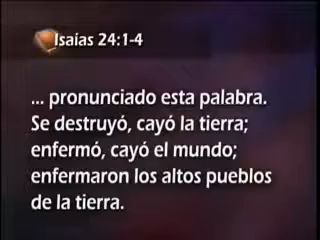 Isaías 24:1-4
... pronunciado esta palabra.
Se destruyó, cayó la tierra;
enfermó, cayó el mundo;
enfermaron los altos pueblos
de la tierra.